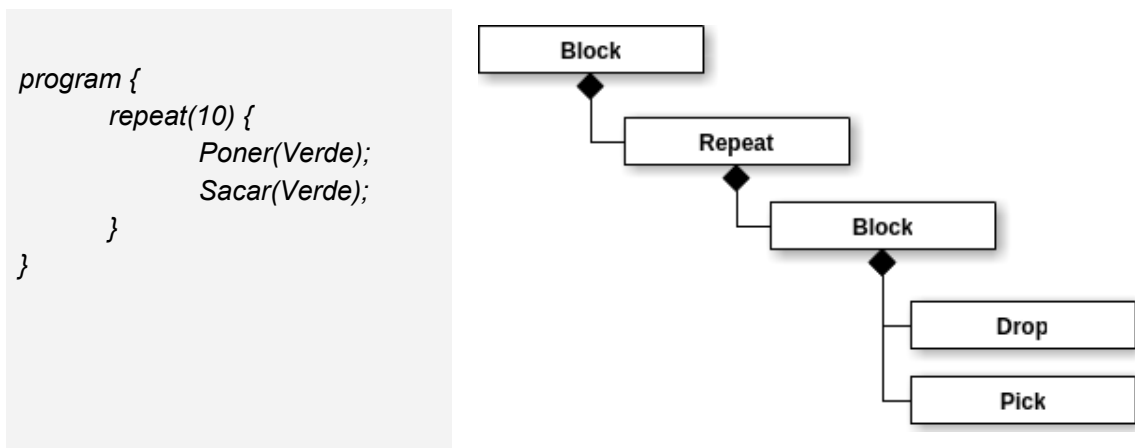 program {
repeat(10) {
Poner(Verde);
Sacar(Verde);
}
}
Block
Repeat
Block
Drop
Pick